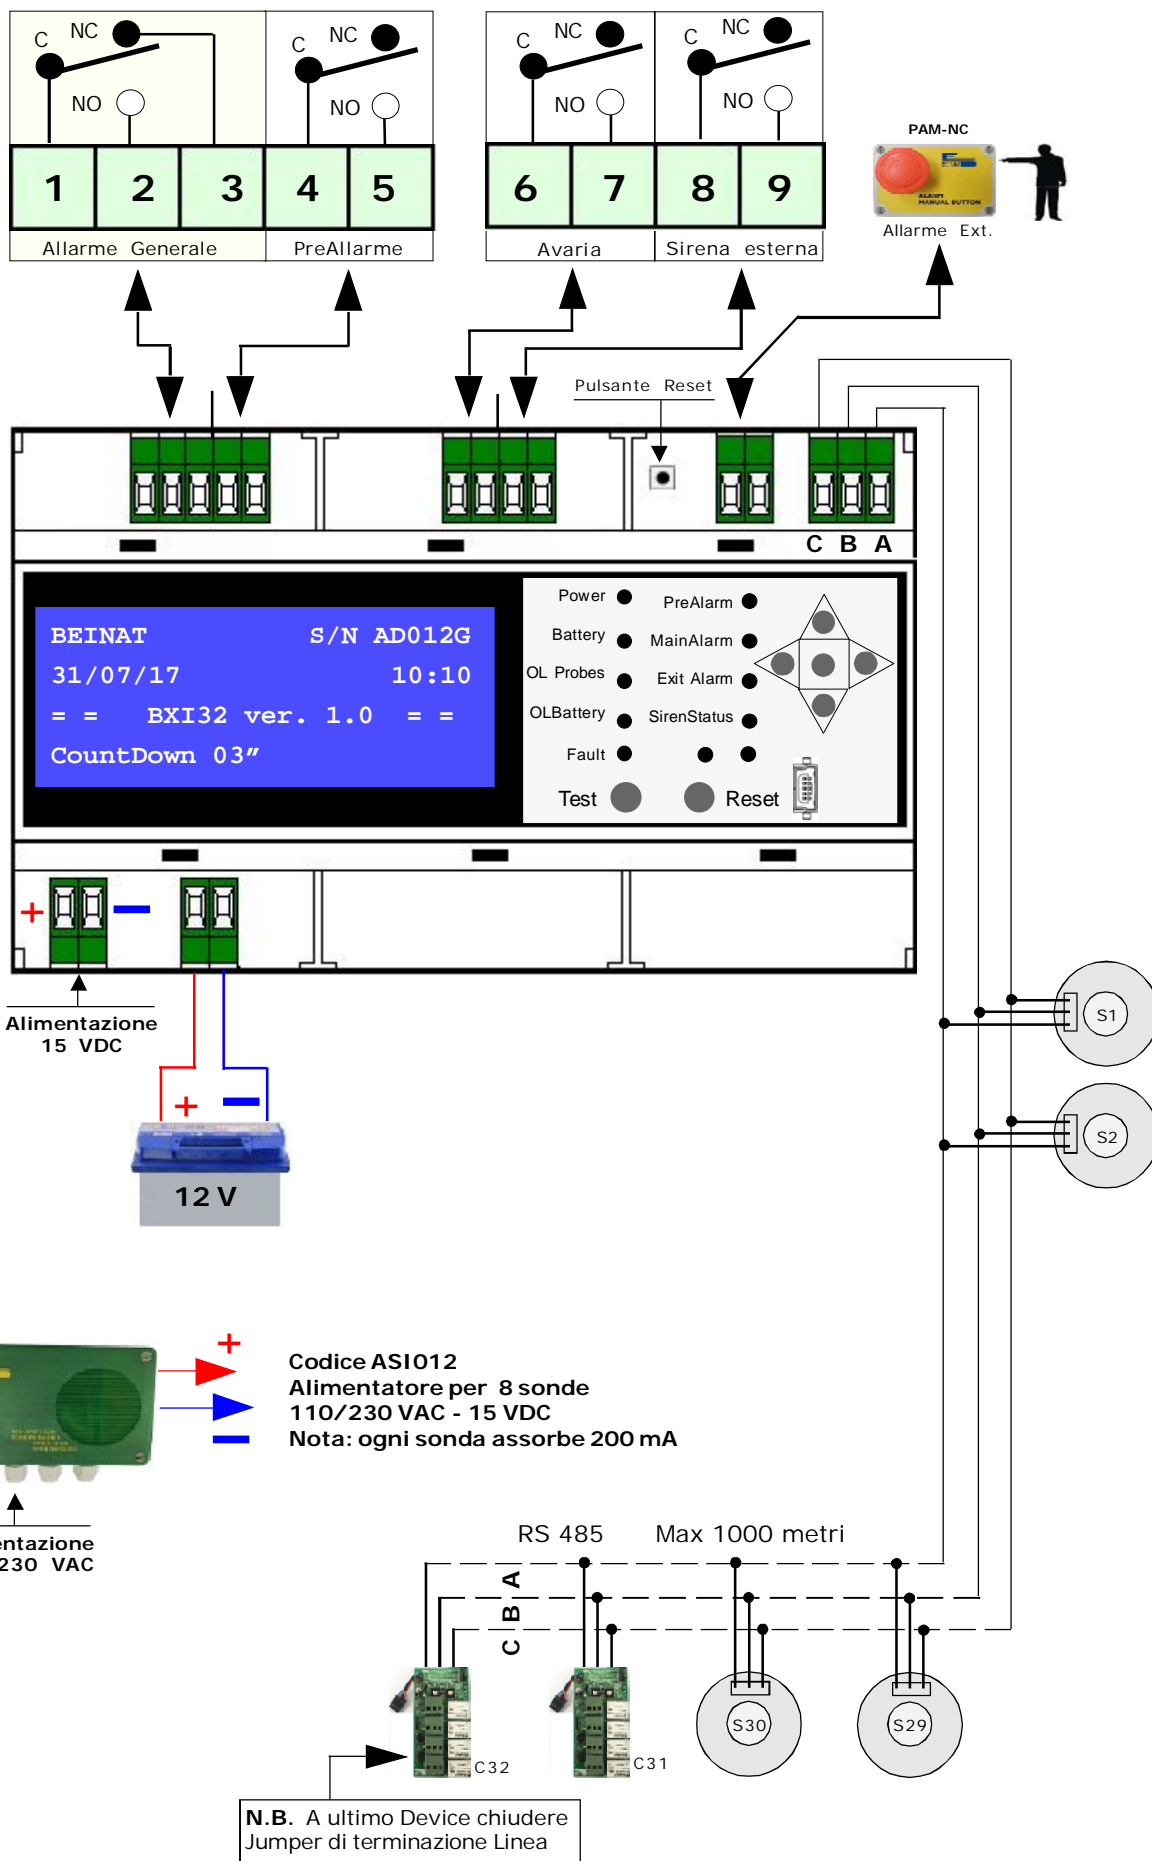 C NC NO
C NC NO
C NC NO
C NC NO
1 2 3 4 5
6 7 8 9
Allarme Generale
PreAllarme
Avaria
Sirena esterna
PAM-NC
ALARM
MANUAL BUTTON
Allarme Ext.
Pulsante Reset
C B A
BEINAT S/N AD012G
31/07/17 10:10
= = BXI32 ver. 1.0 = =
CountDown 03”
Power
Battery
OL Probes
OLBattery
Fault
PreAlarm
MainAlarm
Exit Alarm
SirenStatus
Test
Reset
+
Alimentazione
15 VDC
+
12 V
S1
S2
+
Codice ASI012
Alimentatore per 8 sonde
110/230 VAC - 15 VDC
Nota: ogni sonda assorbe 200 mA
entazione
230 VAC
RS 485 Max 1000 metri
C B A
C32
C31
S30
S29
N.B. A ultimo Device chiudere
Jumper di terminazione Linea